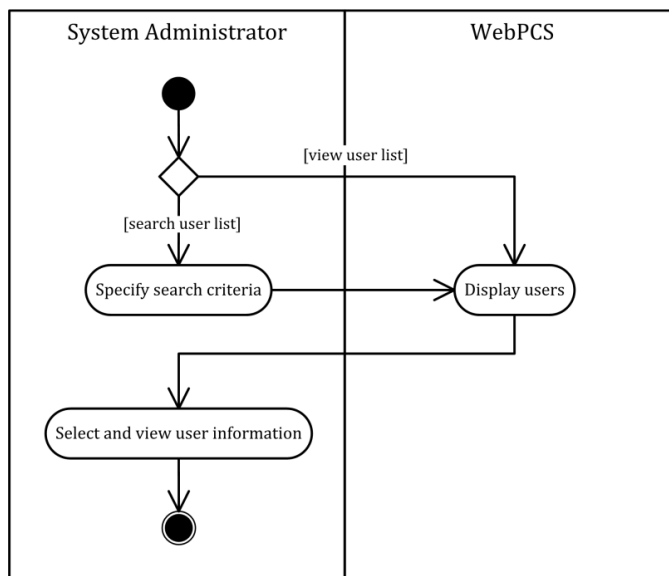 System Administrator
WebPCS
[view user list]
[search user list]
Specify search criteria
Display users
Select and view user information